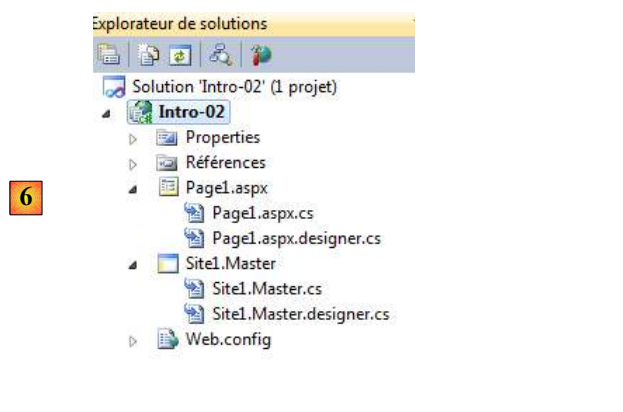 Explorateur de solutions
Solution 'Intro-02' (1 projet)
Intro-02
Properties
Références
6
Page1.aspx
Page1.aspx.cs
Page1.aspx.designer.cs
Site1.Master
Site1.Master.cs
Site1.Master.designer.cs
Web.config